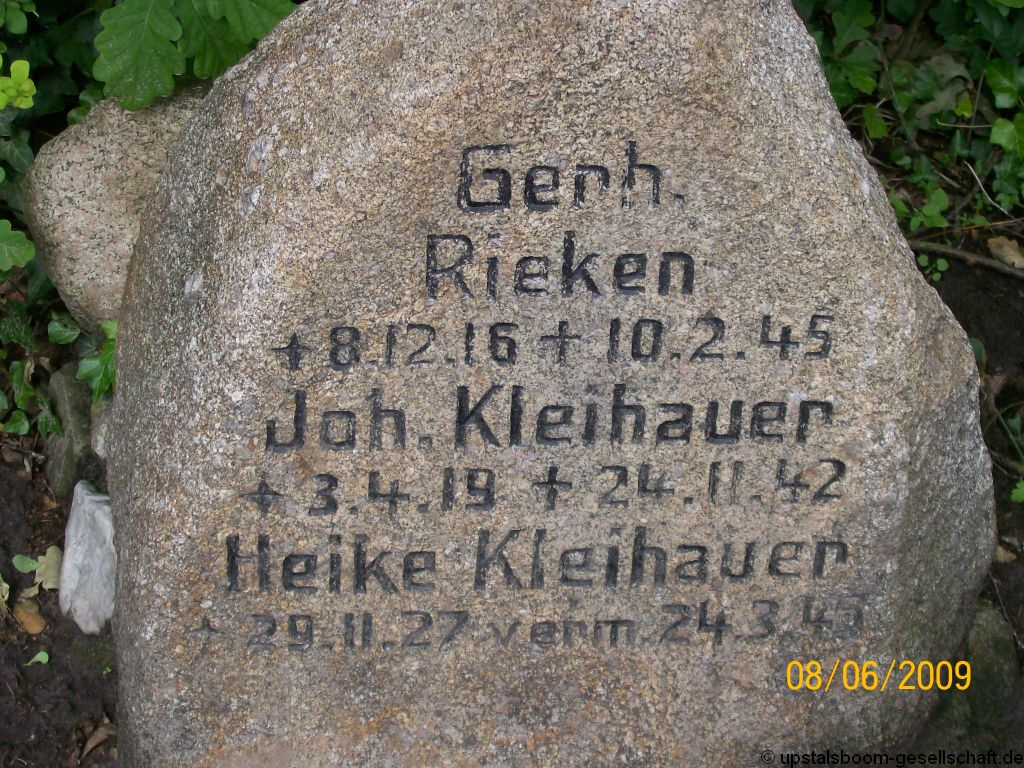 Gerh.
Rieken
+ 8.12.16 + 10.2.45
Joh. Kleihauer
+ 3.4.19 + 24.11.42
Heike Kleihauer
+ 29.11.27 verm. 24.3.45
08/06/2009
© upstalsboom-gesellschaft.de